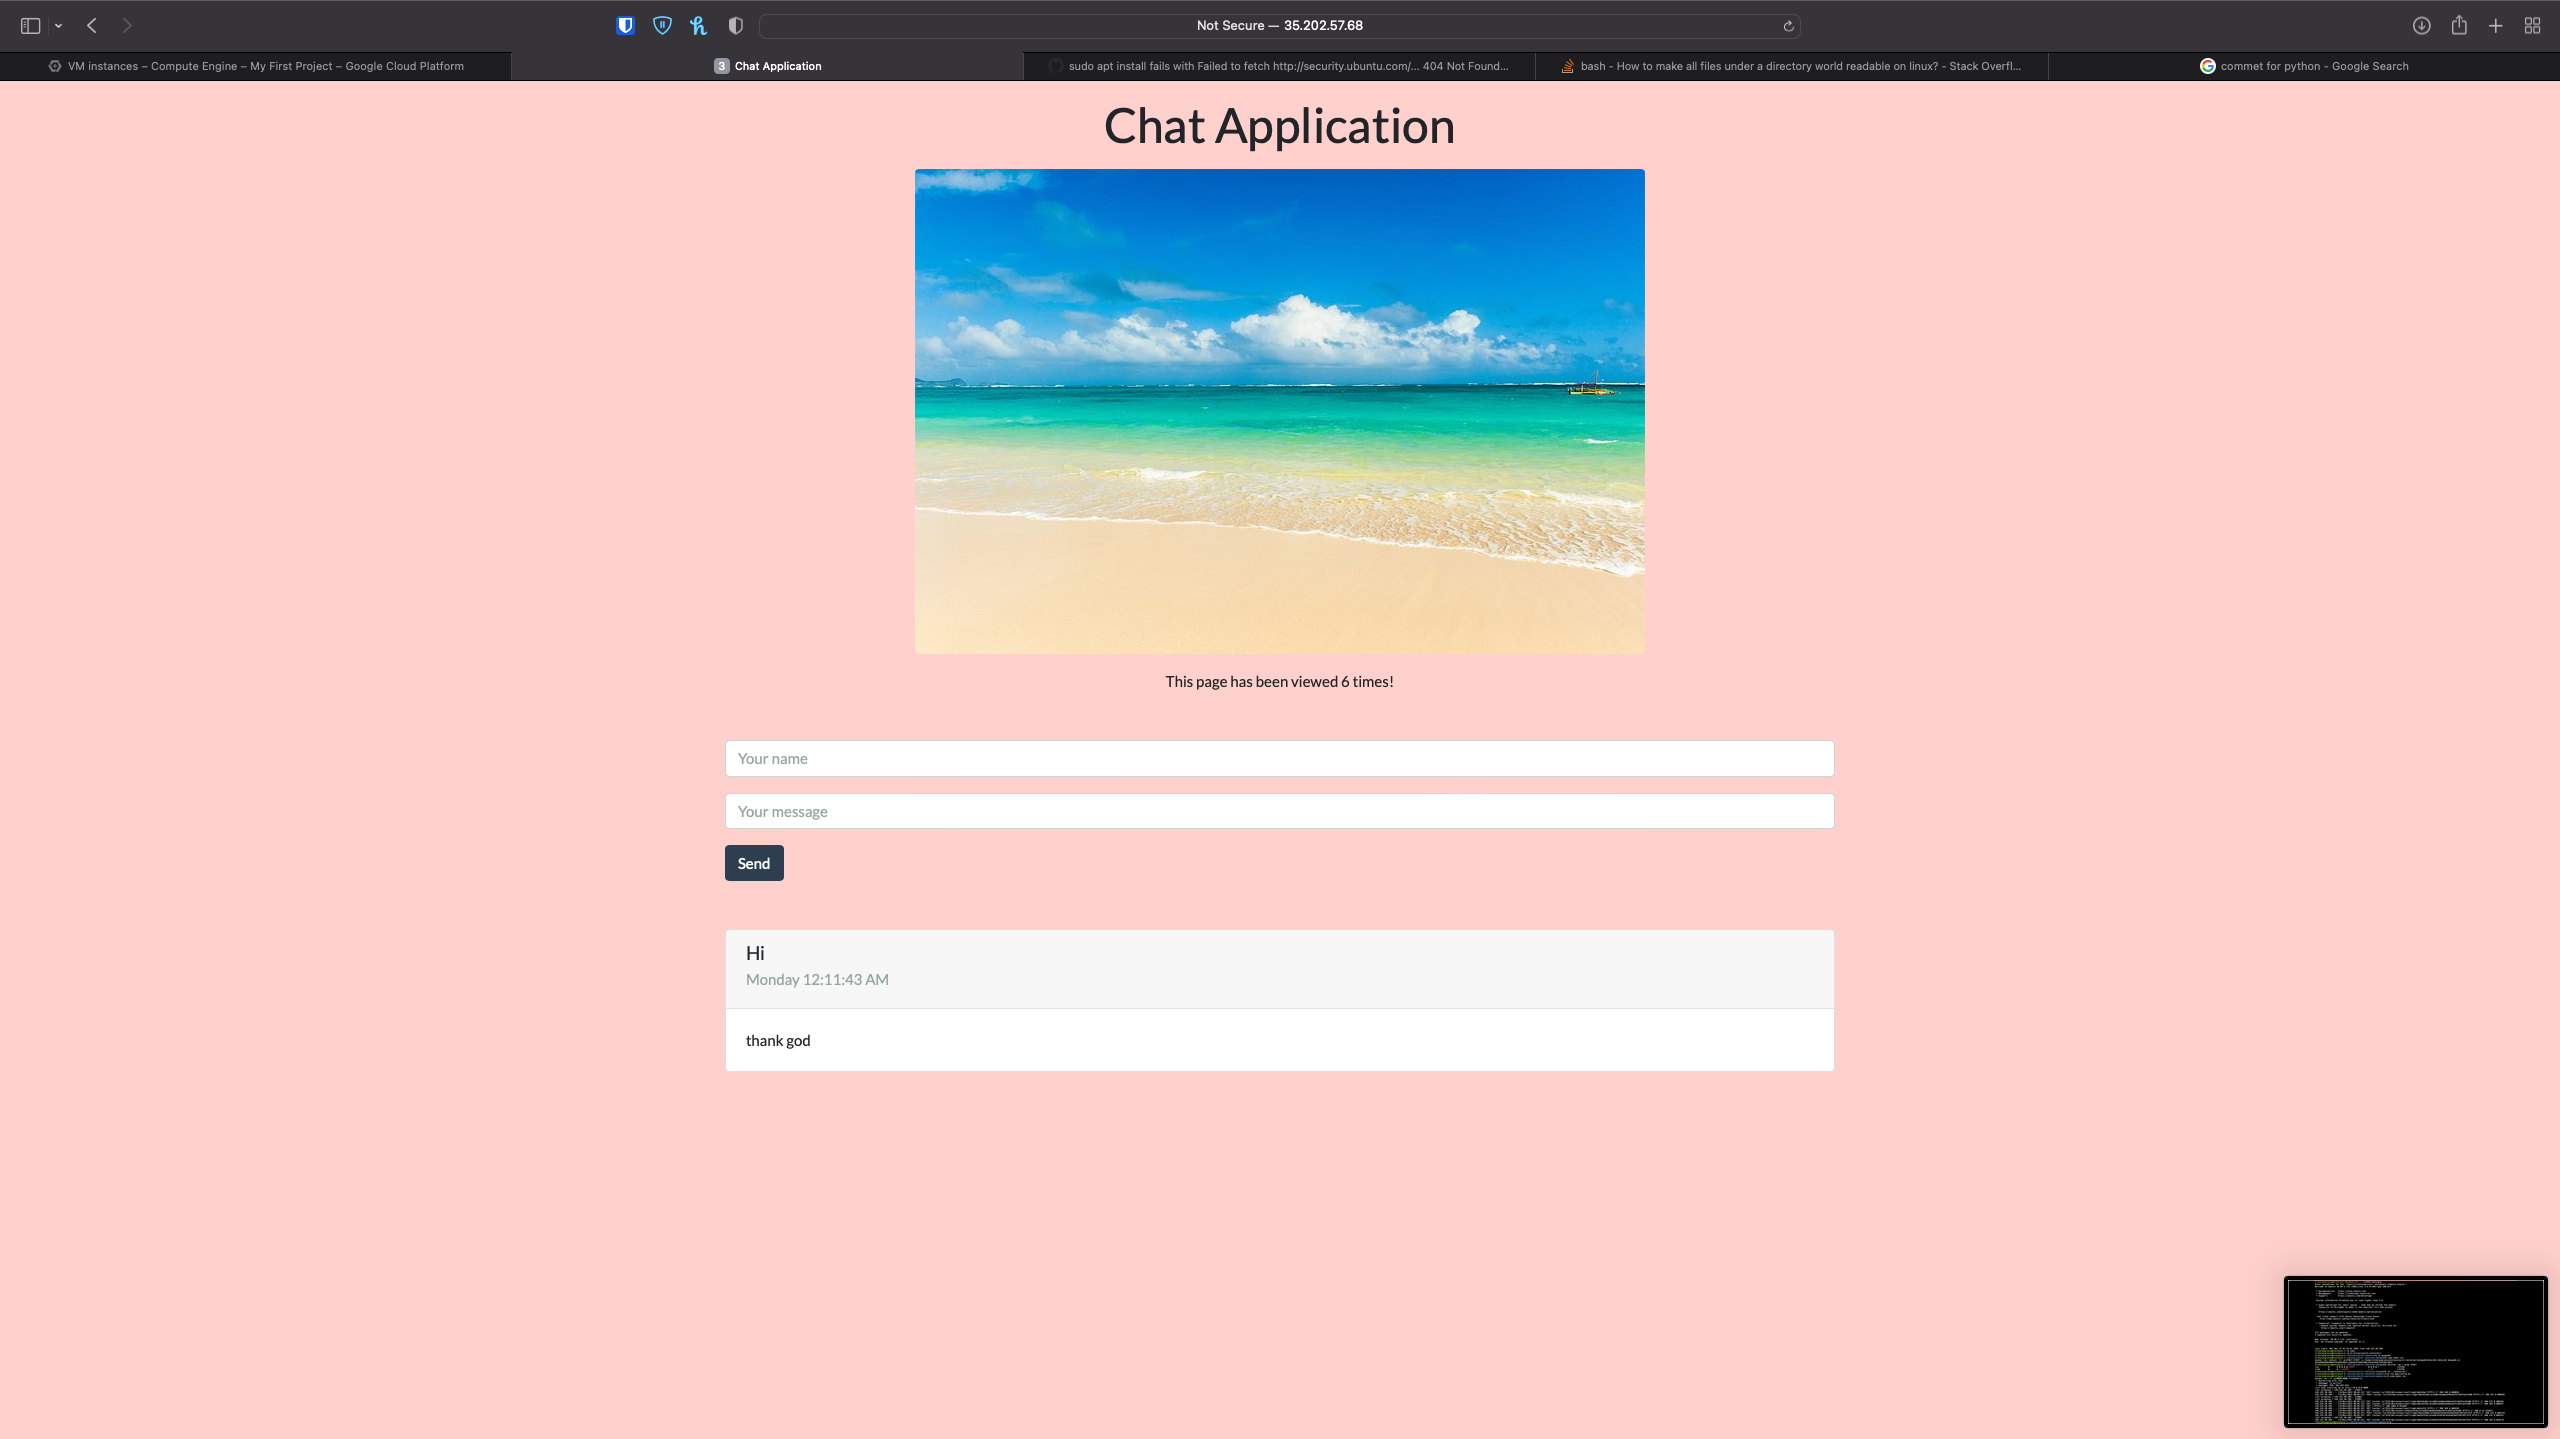 Not Secure — 35.202.57.68
VM instances – Compute Engine – My First Project – Google Cloud Platform
3 Chat Application
sudo apt install fails with Failed to fetch http://security.ubuntu.com/... 404 Not Found...
bash - How to make all files under a directory world readable on linux? - Stack Overfl...
commet for python - Google Search
Chat Application
This page has been viewed 6 times!
Your name
Your message
Send
Hi
Monday 12:11:43 AM
thank god